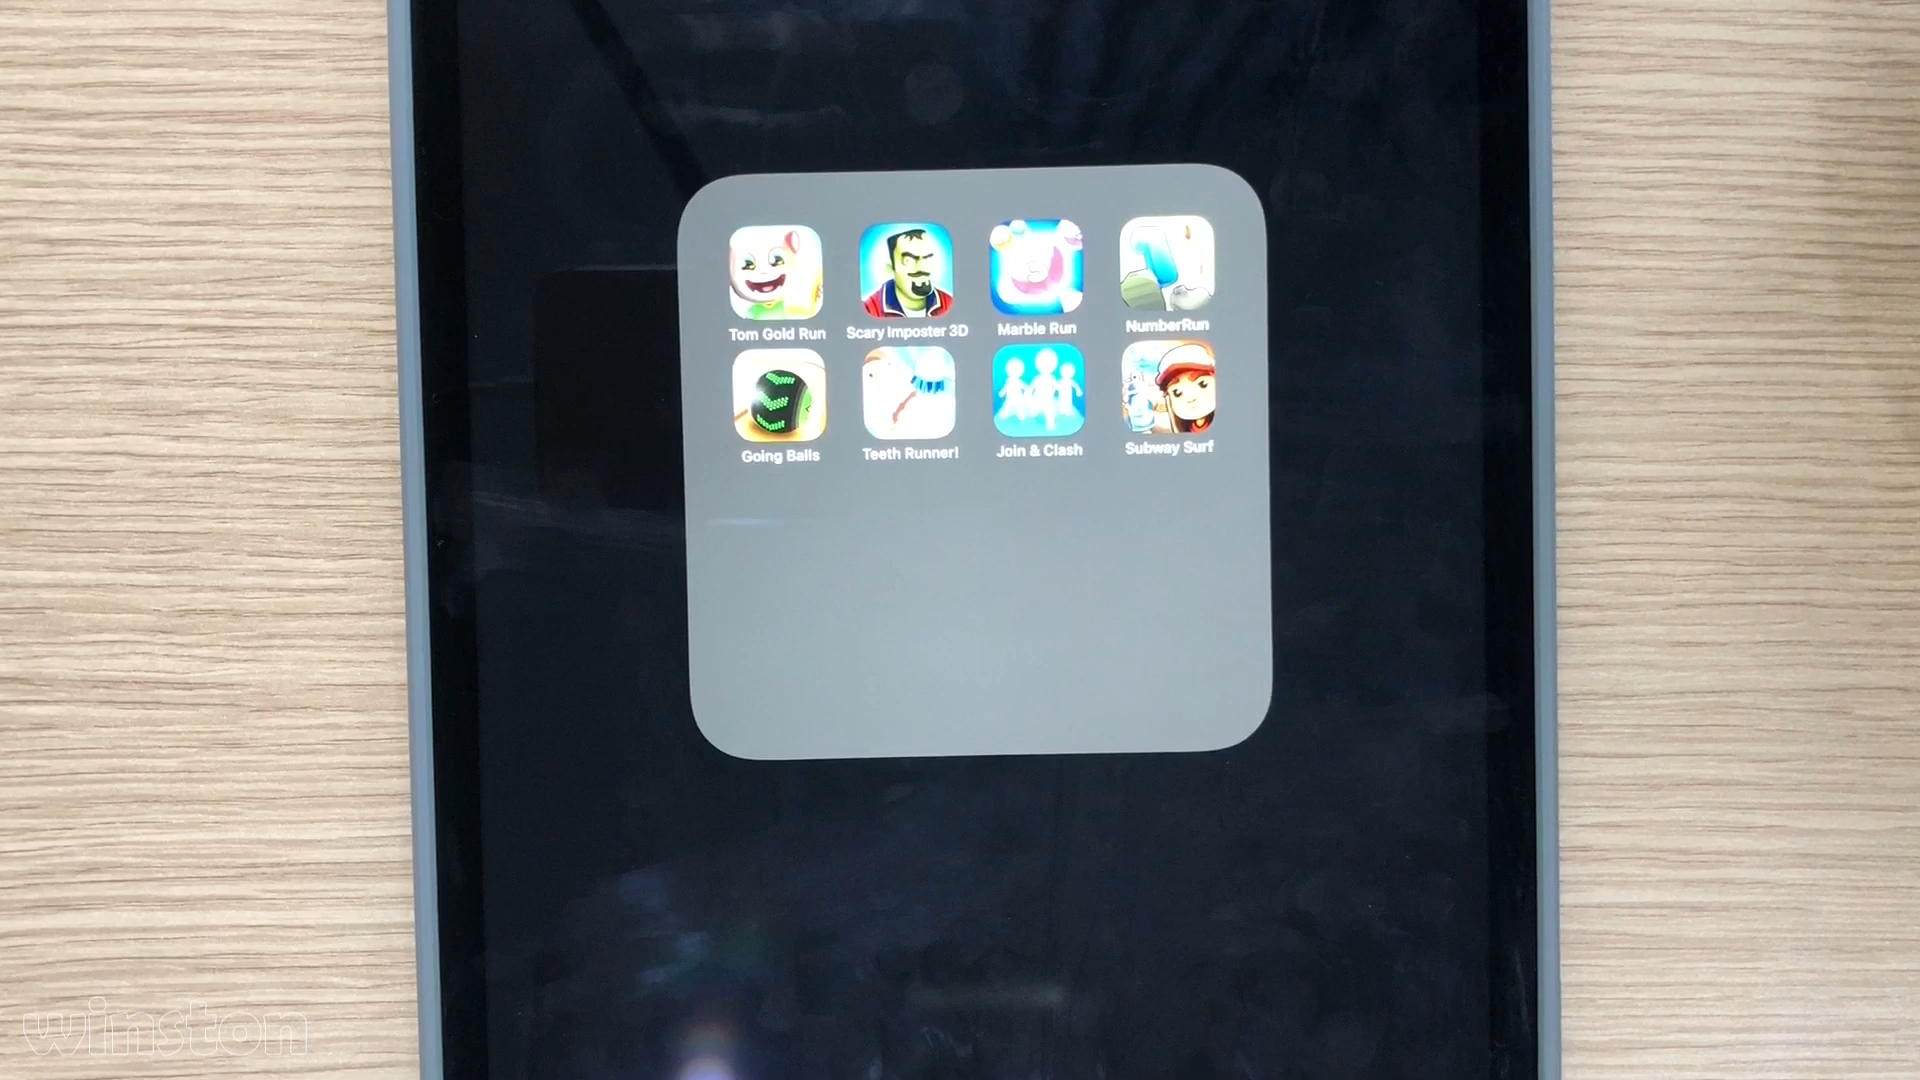 Tom Gold Run Scary Imposter 3D Marble Run NumberRun
Going Balls Teeth Runner! Join & Clash Subway Surf
winston